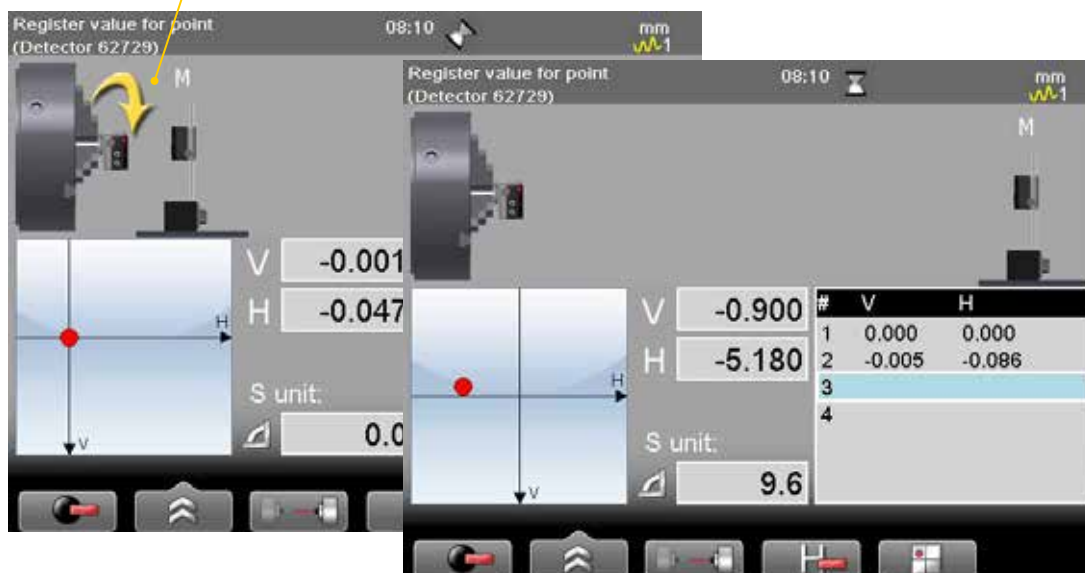 Register value for point
(Detector 62729)
08:10
mm
1
M
V -0.001
H -0.047
H
V
S unit:
0.0
Register value for point
(Detector 62729)
08:10
mm
1
M
V -0.900
H -5.180
H
V
S unit:
9.6
# V H
1 0.000 0.000
2 -0.005 -0.086
3
4